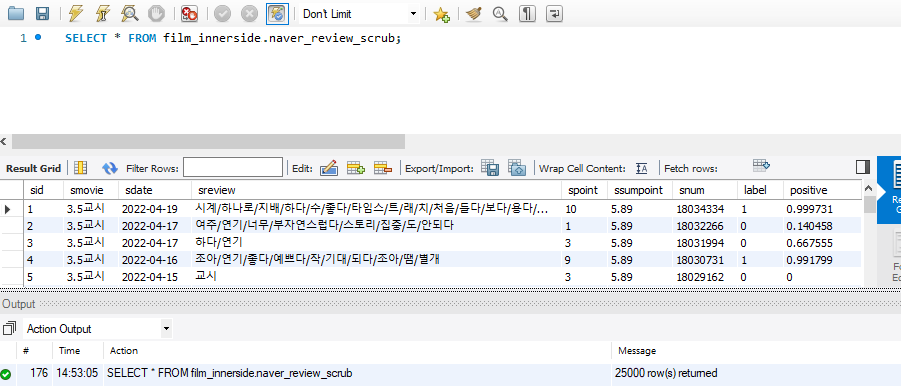 Don't Limit
1 SELECT * FROM film_innerside.naver_review_scrub;
Result Grid Filter Rows: Edit: Export/Import: Wrap Cell Content: Fetch rows:
sid smovie sdate sreview spoint ssumpoint snum label positive
1 3.5교시 2022-04-19 시계/하나로/지배/하다/수/좋다/타임스/트/래/치/처음/들다/보다/용다/... 10 5.89 18034334 1 0.999731
2 3.5교시 2022-04-17 여주/연기/너무/부자연스럽다/스토리/집중/도/안되다 1 5.89 18032266 0 0.140458
3 3.5교시 2022-04-17 하다/연기 3 5.89 18031994 0 0.667555
4 3.5교시 2022-04-16 조아/연기/좋다/예쁘다/작/기대/되다/조아/땜/별개 9 5.89 18030731 1 0.991799
5 3.5교시 2022-04-15 교시 3 5.89 18029162 0 0
Output
Action Output
# Time Action Message
176 14:53:05 SELECT * FROM film_innerside.naver_review_scrub 25000 row(s) returned